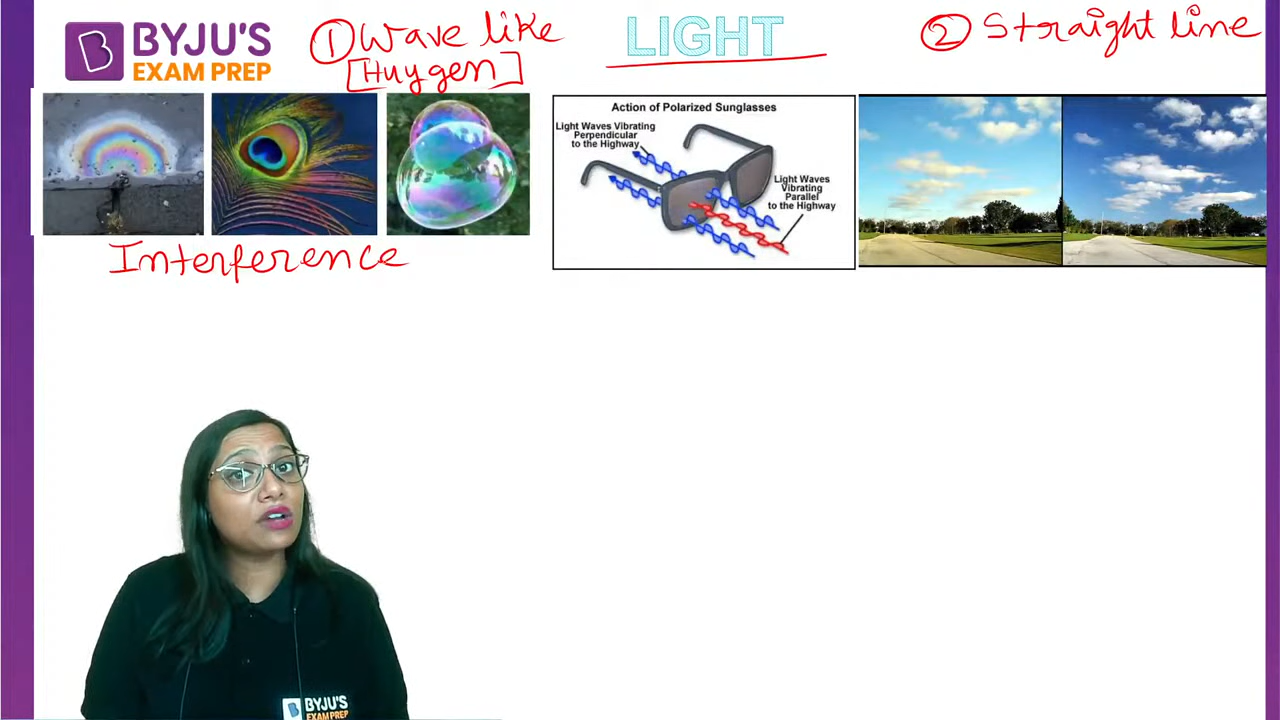 BYJU'S
EXAM PREP
① Wave like
[Huygen]
LIGHT
② Straight line
Action of Polarized Sunglasses
Light Waves Vibrating
Perpendicular
to the Highway
Light Waves
Vibrating
Parallel
to the Highway
Interference
BYJU'S
EXAM PREP